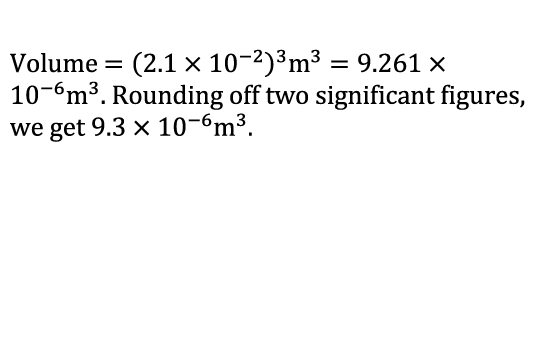 Volume = (2.1 × 10⁻²)³m³ = 9.261 ×
10⁻⁶m³. Rounding off two significant figures,
we get 9.3 × 10⁻⁶m³.